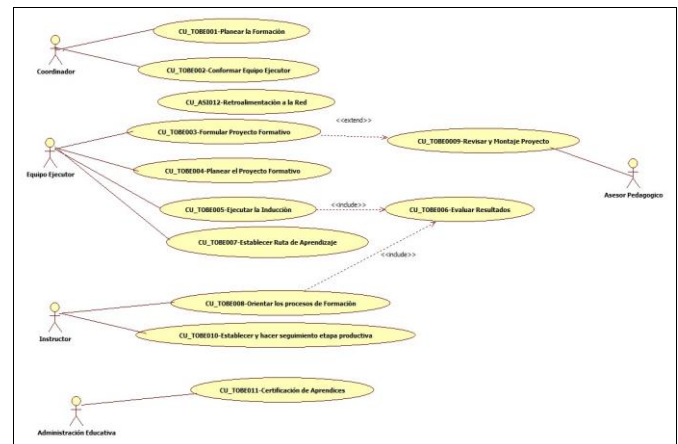 CU_TOBE001-Planear la Formación
Coordinador
CU_TOBE002-Conformar Equipo Ejecutor
CU_ASI012-Retroalimentación a la Red
<<extend>>
CU_TOBE003-Formular Proyecto Formativo
CU_TOBE0009-Revisar y Montaje Proyecto
Equipo Ejecutor
CU_TOBE004-Planear el Proyecto Formativo
Asesor Pedagogico
<<include>>
CU_TOBE005-Ejecutar la Inducción
CU_TOBE006-Evaluar Resultados
CU_TOBE007-Establecer Ruta de Aprendizaje
<<include>>
CU_TOBE008-Orientar los procesos de Formación
Instructor
CU_TOBE010-Establecer y hacer seguimiento etapa productiva
CU_TOBE011-Certificación de Aprendices
Administración Educativa